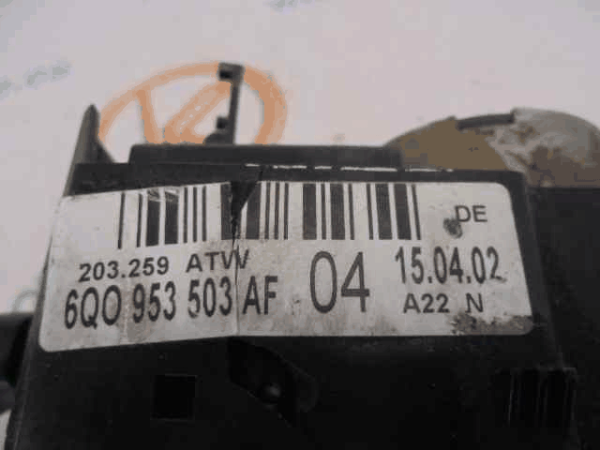 DE
203.259 ATW
6Q0 953 503 AF 04 15.04.02
A22 N